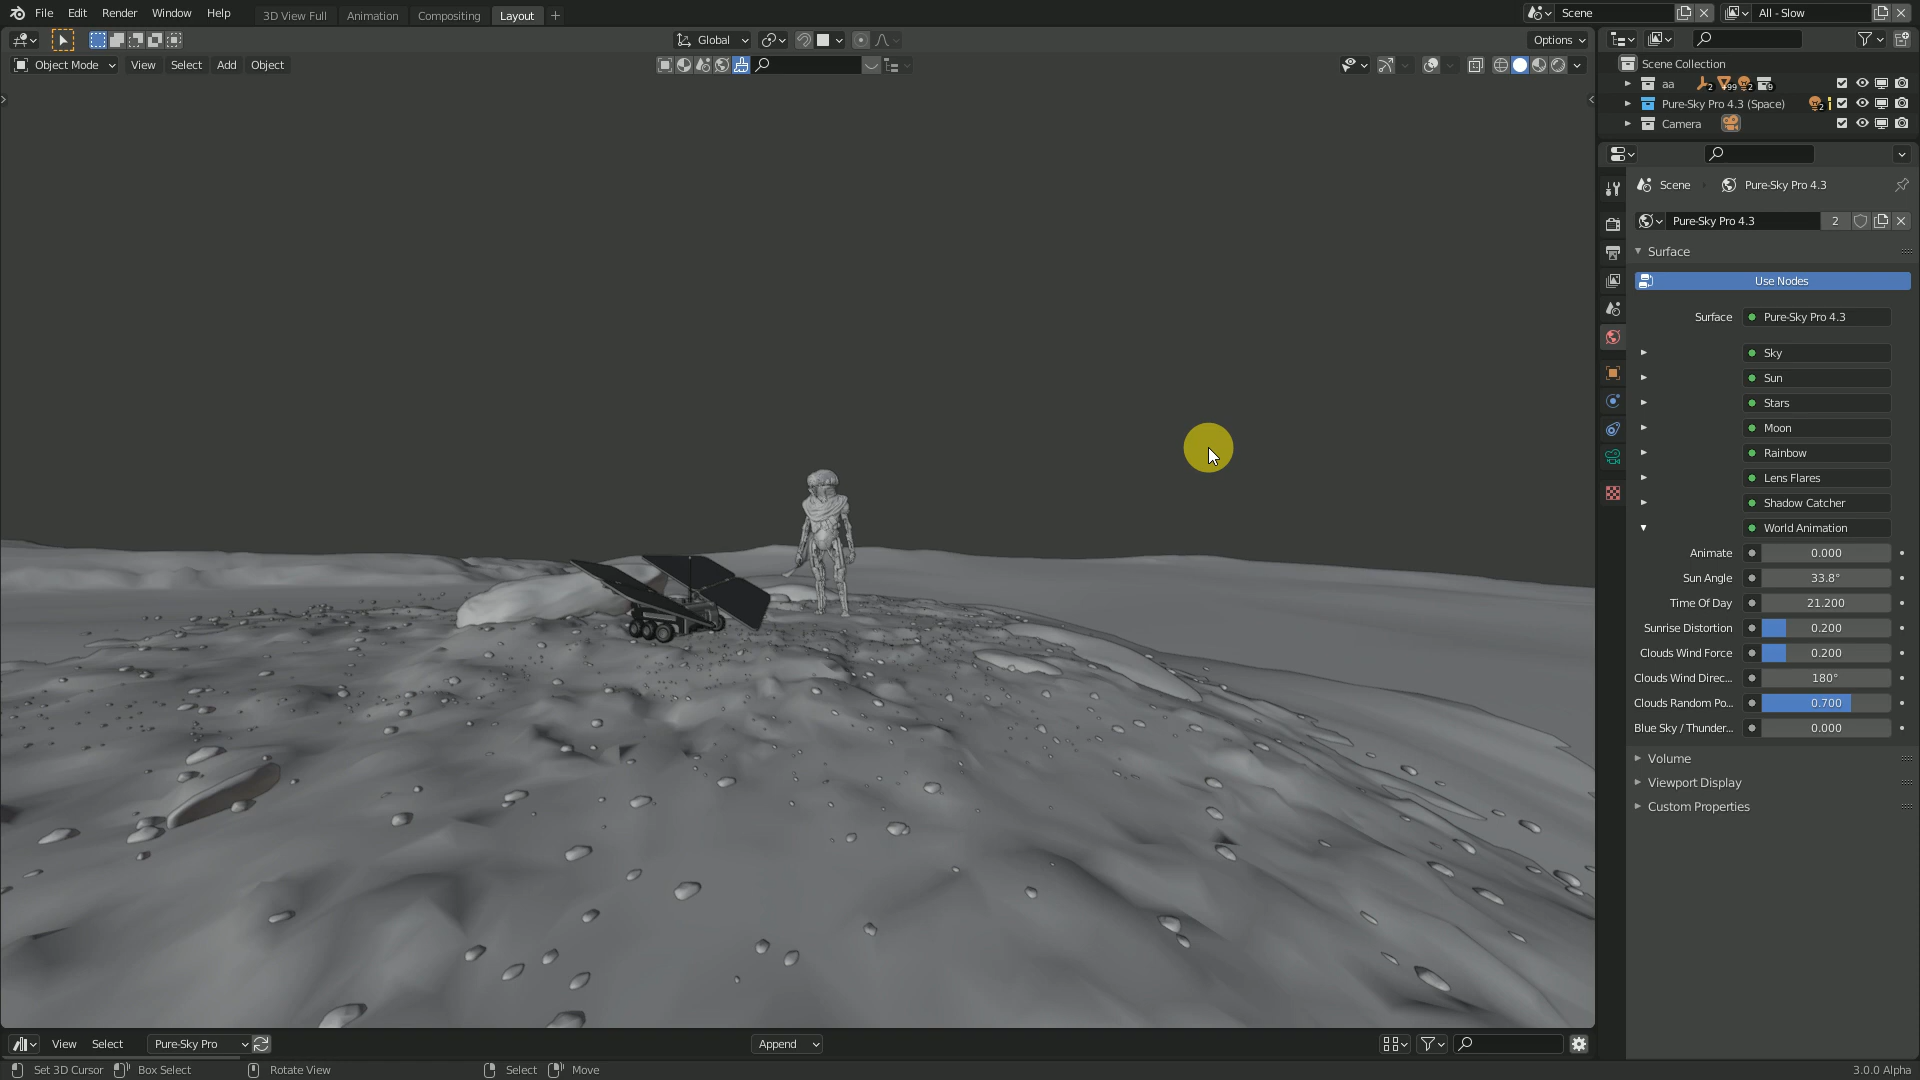 File Edit Render Window Help 3D View Full Animation Compositing Layout Scene All - Slow
Global Options
Object Mode View Select Add Object
Scene Collection
aa 2 99 2 9
Pure-Sky Pro 4.3 (Space) 2
Camera
Scene Pure-Sky Pro 4.3
Pure-Sky Pro 4.3 2
Surface
Use Nodes
Surface Pure-Sky Pro 4.3
Sky
Sun
Stars
Moon
Rainbow
Lens Flares
Shadow Catcher
World Animation
Animate 0.000
Sun Angle 33.8°
Time Of Day 21.200
Sunrise Distortion 0.200
Clouds Wind Force 0.200
Clouds Wind Direc... 180°
Clouds Random Po... 0.700
Blue Sky / Thunder... 0.000
Volume
Viewport Display
Custom Properties
View Select Pure-Sky Pro Append
Set 3D Cursor Box Select Rotate View Select Move 3.0.0 Alpha